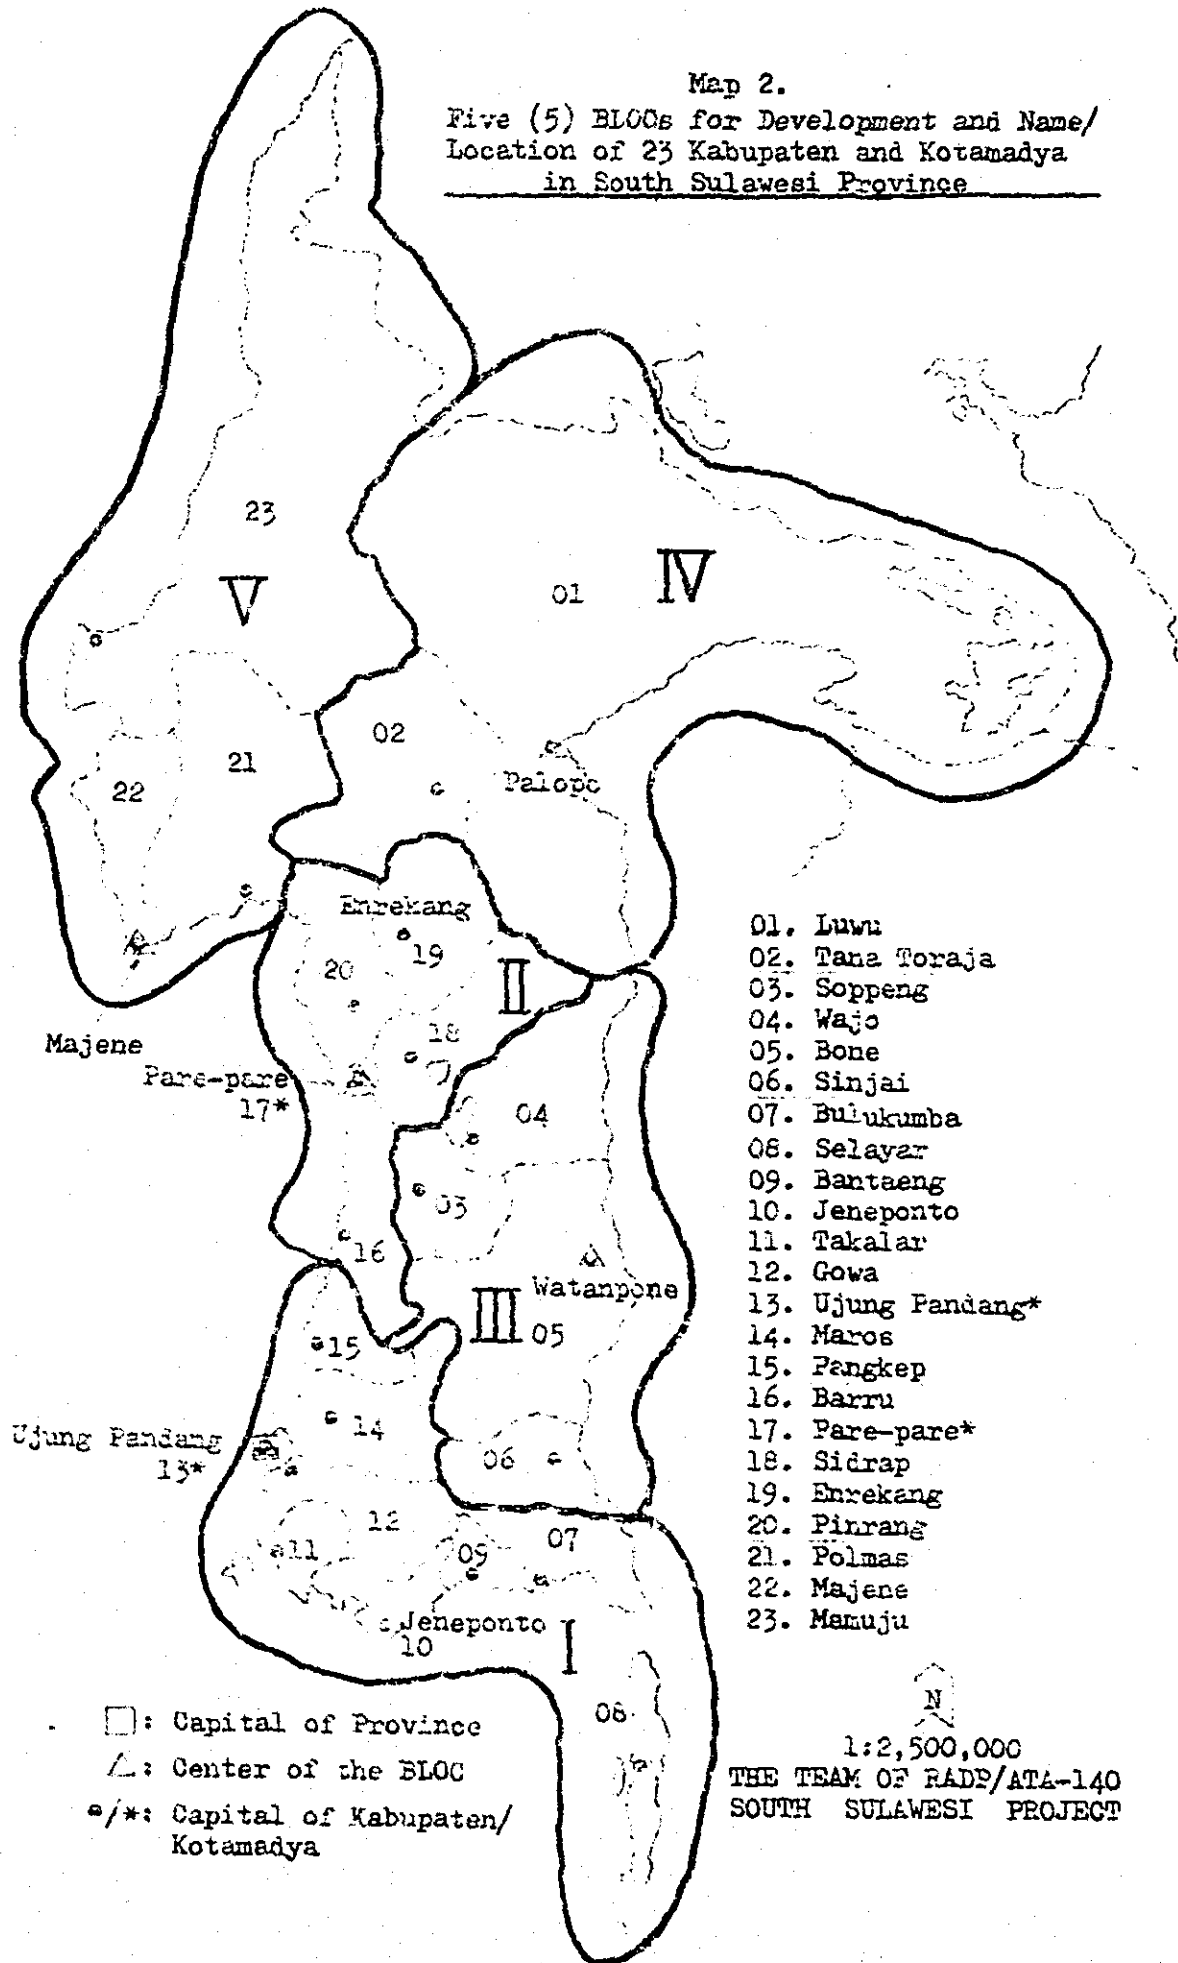 Map 2.
Five (5) BLOCs for Development and Name/
Location of 23 Kabupaten and Kotamadya
in South Sulawesi Province
23
V
01
IV
02
21
22
Palopo
Enrekang
19
20
II
18
Majene
Pare-pare
17*
04
03
16
Watanpone
III
05
15
14
Ujung Pandang
13*
06
12
07
11
09
Jeneponto
10
I
08
01. Luwu
02. Tana Toraja
03. Soppeng
04. Wajo
05. Bone
06. Sinjai
07. Bulukumba
08. Selayar
09. Bantaeng
10. Jeneponto
11. Takalar
12. Gowa
13. Ujung Pandang*
14. Maros
15. Pangkep
16. Barru
17. Pare-pare*
18. Sidrap
19. Enrekang
20. Pinrang
21. Polmas
22. Majene
23. Mamuju
□: Capital of Province
△: Center of the BLOC
/*: Capital of Kabupaten/
Kotamadya
N
1:2,500,000
THE TEAM OF RADP/ATA-140
SOUTH SULAWESI PROJECT